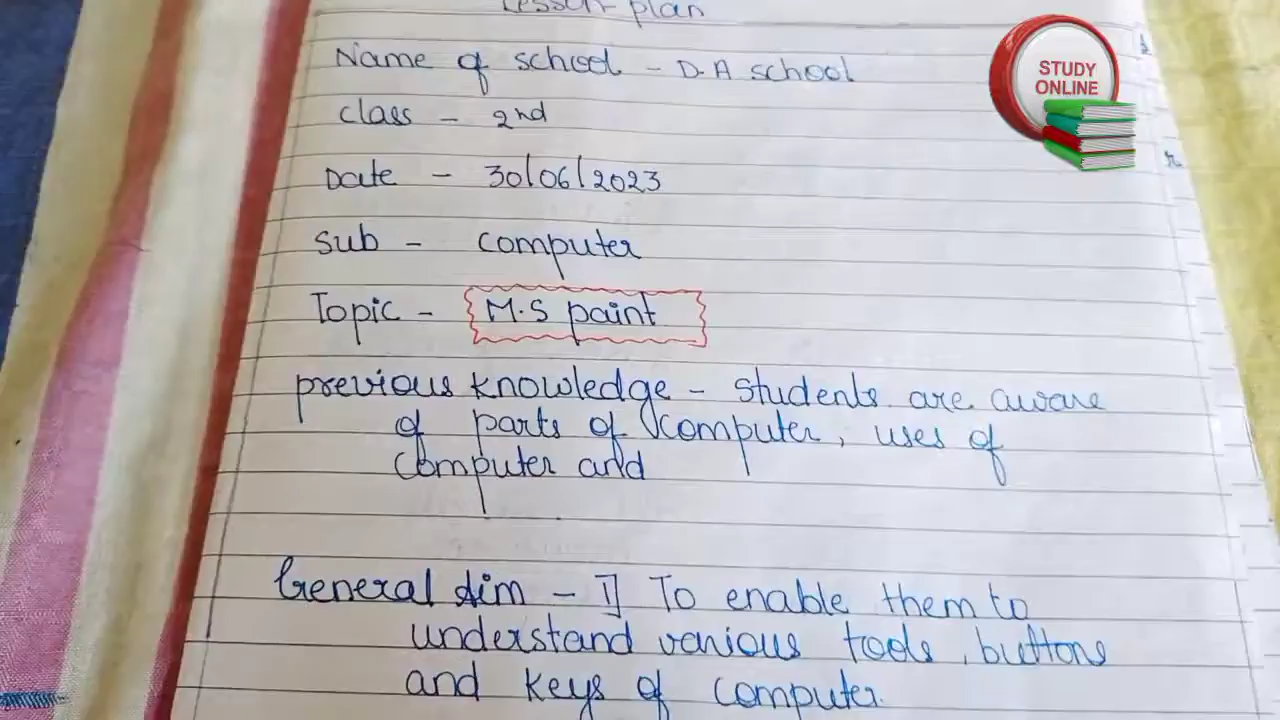 Lesson plan
Name of school - D.A school
class - 2nd
Date - 30/06/2023
Sub - computer
Topic - M.S paint
previous knowledge - students are aware
of parts of computer, uses of
computer and
General Aim - 1] To enable them to
understand various tools, buttons
and keys of computer.
STUDY
ONLINE